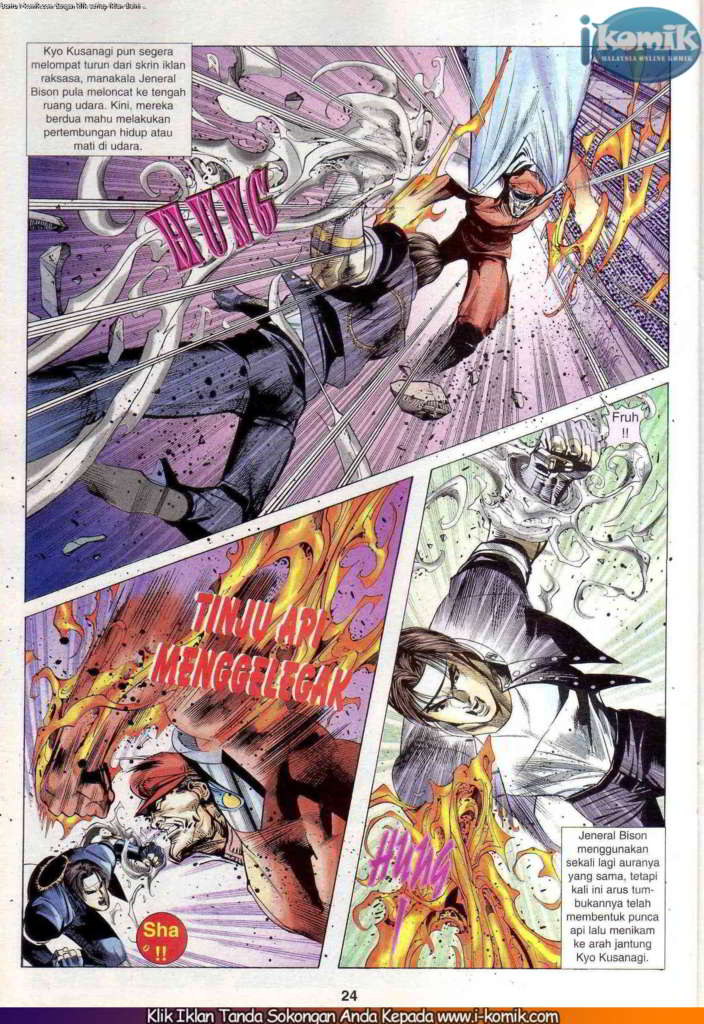 ikomik
MALAYSIA ONLINE KOMIK
Kyo Kusanagi pun segera
melompat turun dari skrin iklan
raksasa, manakala Jeneral
Bison pula meloncat ke tengah
ruang udara. Kini, mereka
berdua mahu melakukan
pertembungan hidup atau
mati di udara.
HUNG
Fruh
!!
TINJU API
MENGGELEGAK
Sha
!!
HUNG
!
Jeneral Bison
menggunakan
sekali lagi auranya
yang sama, tetapi
kali ini arus tum-
bukannya telah
membentuk punca
api lalu menikam
ke arah jantung
Kyo Kusanagi.
24
Klik Iklan Tanda Sokongan Anda Kepada www.i-komik.com